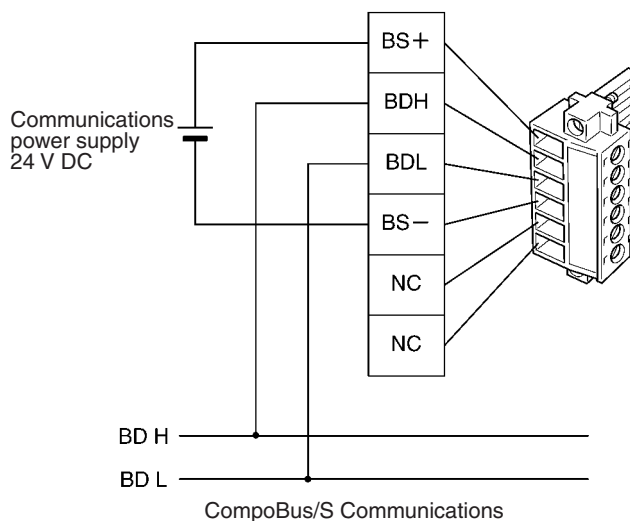 BS+
BDH
Communications
power supply
24 V DC
BDL
BS−
NC
NC
BD H
BD L
CompoBus/S Communications